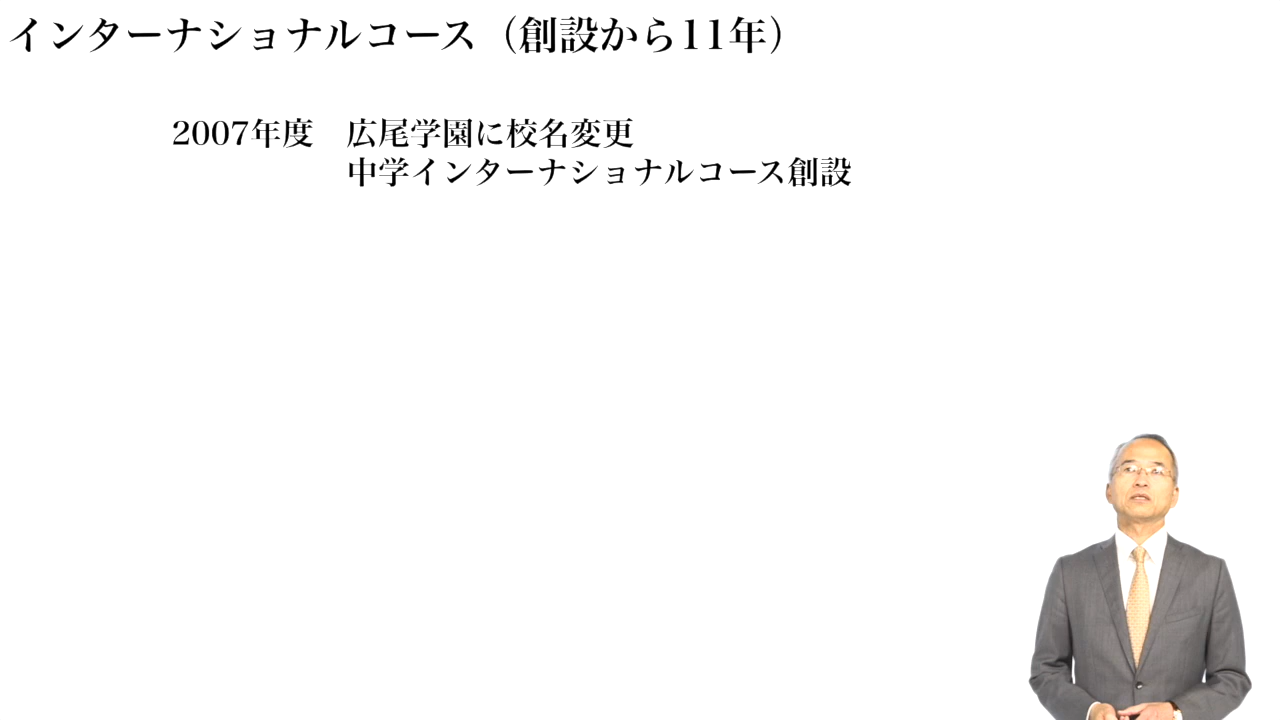 インターナショナルコース（創設から11年）
2007年度　広尾学園に校名変更
中学インターナショナルコース創設